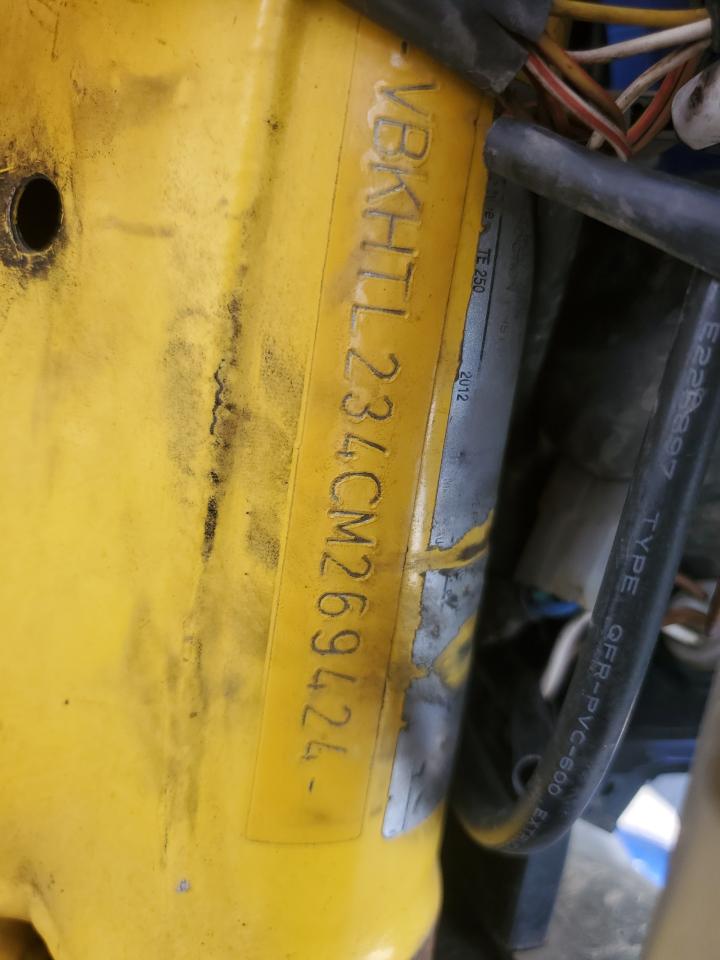 -VBKHTL234CM269424-
TE 250
2012
TYPE QFR-PVC-600